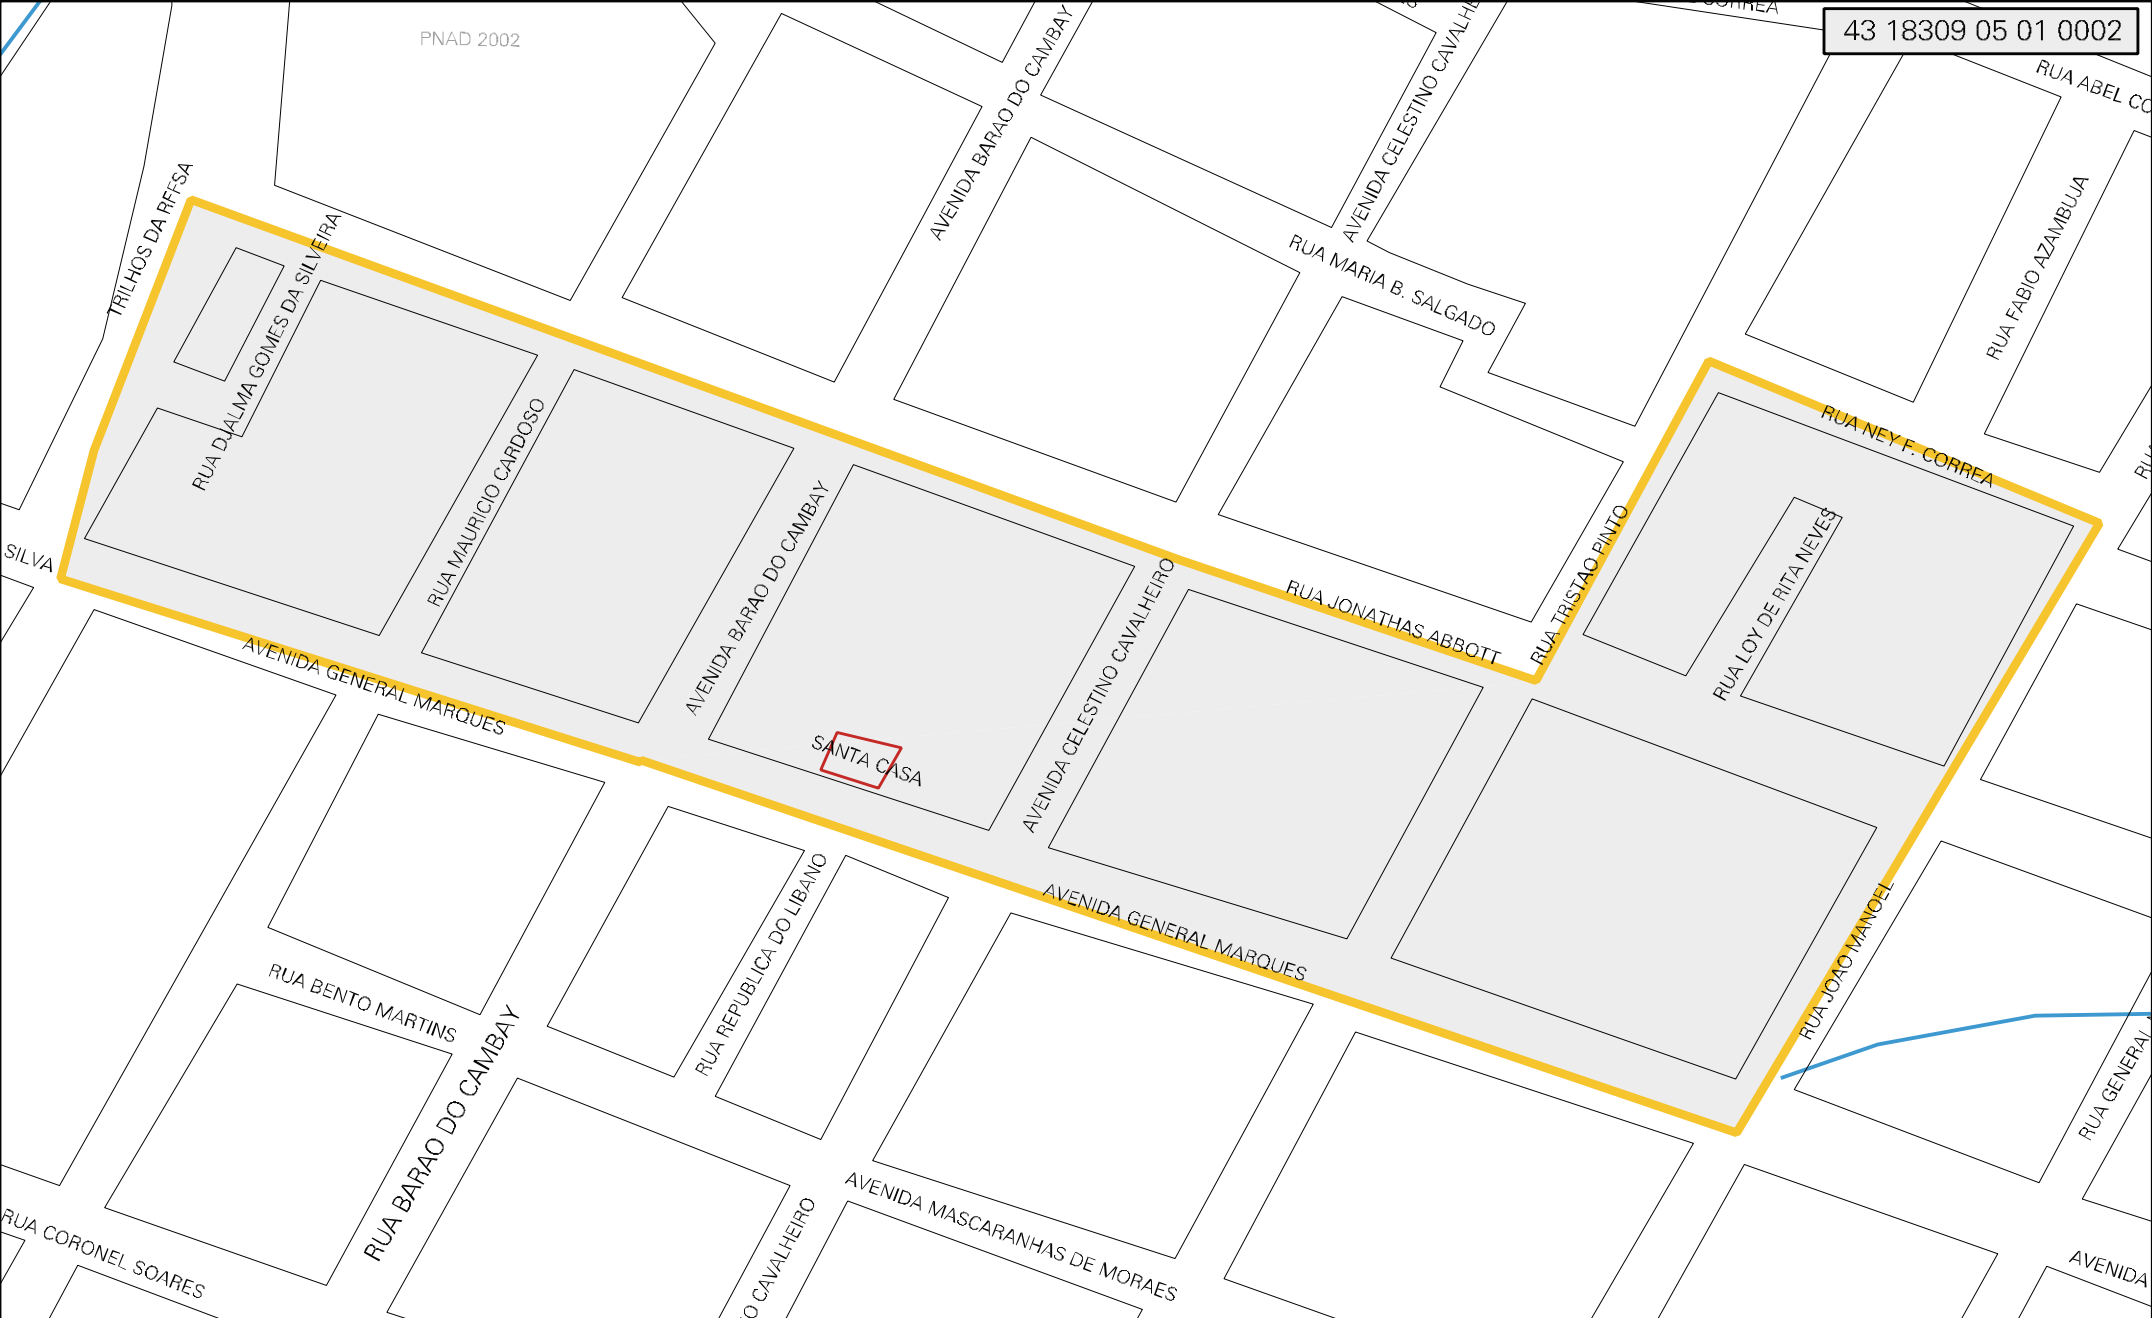 CORREA
43 18309 05 01 0002
PNAD 2002
AVENIDA BARAO DO CAMBAY
AVENIDA CELESTINO CAVALHE
RUA ABEL CO
TRILHOS DA RFFSA
RUA DJALMA GOMES DA SILVEIRA
RUA MARIA B. SALGADO
RUA FABIO AZAMBUJA
RUA MAURICIO CARDOSO
AVENIDA BARAO DO CAMBAY
RUA NEY F. CORREA
RUA
RUA LOY DE RITA NEVES
RUA TRISTAO PINTO
SILVA
RUA JONATHAS ABBOTT
AVENIDA CELESTINO CAVALHEIRO
AVENIDA GENERAL MARQUES
SANTA CASA
AVENIDA GENERAL MARQUES
RUA JOAO MANOEL
RUA REPUBLICA DO LIBANO
RUA BENTO MARTINS
RUA BARAO DO CAMBAY
RUA GENERAL
AVENIDA MASCARANHAS DE MORAES
O CAVALHEIRO
RUA CORONEL SOARES
AVENIDA